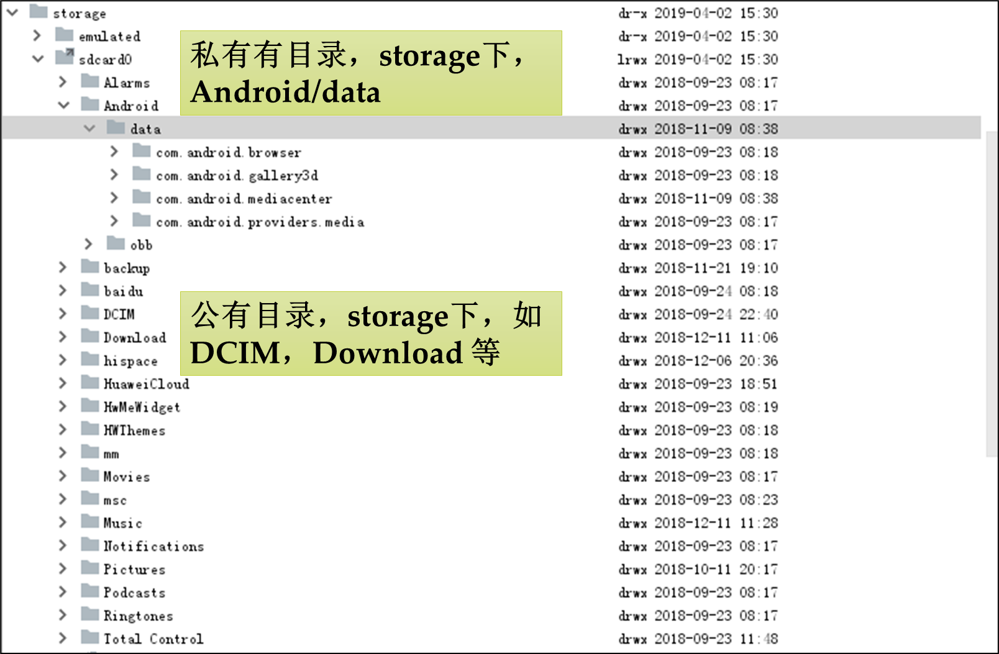 storage dr-x 2019-04-02 15:30
emulated dr-x 2019-04-02 15:30
私有有目录，storage下，
Android/data
sdcard0 lrwx 2019-04-02 15:30
Alarms drwx 2018-09-23 08:17
Android drwx 2018-09-23 08:17
data drwx 2018-11-09 08:38
com.android.browser drwx 2018-09-23 08:18
com.android.gallery3d drwx 2018-09-23 08:18
com.android.mediacenter drwx 2018-11-09 08:38
com.android.providers.media drwx 2018-09-23 08:17
obb drwx 2018-09-23 08:17
backup drwx 2018-11-21 19:10
baidu drwx 2018-09-24 08:18
公有目录，storage下，如
DCIM，Download 等
DCIM drwx 2018-09-24 22:40
Download drwx 2018-12-11 11:06
hispace drwx 2018-12-06 20:36
HuaweiCloud drwx 2018-09-23 18:51
HwMeWidget drwx 2018-09-23 08:19
HWThemes drwx 2018-09-23 08:18
mm drwx 2018-09-23 08:18
Movies drwx 2018-09-23 08:17
msc drwx 2018-09-23 08:23
Music drwx 2018-12-11 11:28
Notifications drwx 2018-09-23 08:17
Pictures drwx 2018-10-11 20:17
Podcasts drwx 2018-09-23 08:17
Ringtones drwx 2018-09-23 08:17
Total Control drwx 2018-09-23 11:48